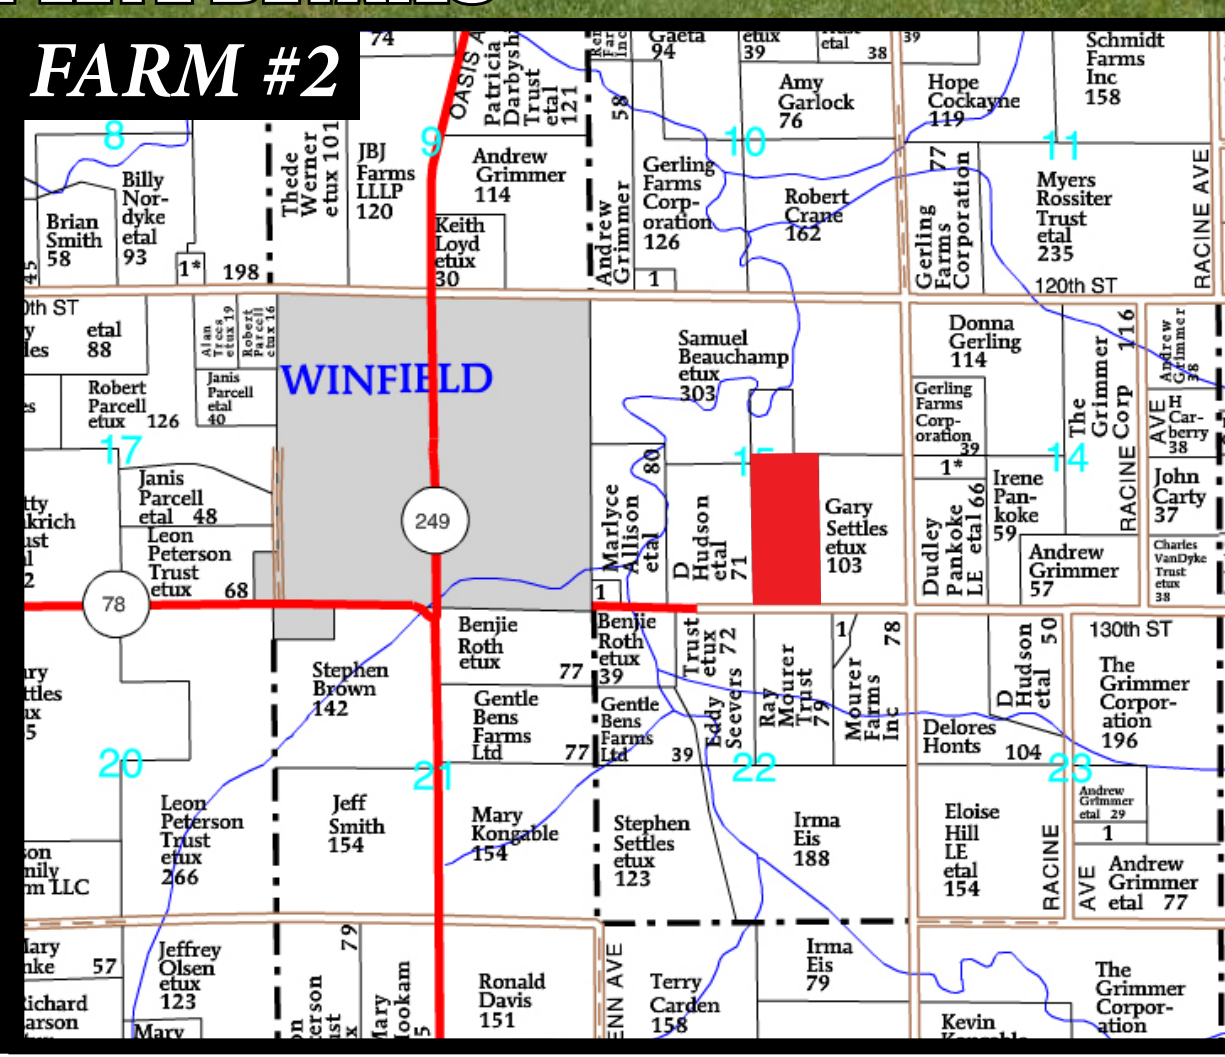 FARM #2
74
OASIS A
Patricia
Darbyshi
Trust
etal
121
58
Gaeta
94
etux
39
etal
38
39
Amy
Garlock
76
Hope
Cockayne
119
Schmidt
Farms
Inc
158
8
9
10
11
Billy
Nor-
dyke
etal
93
Brian
Smith
58
45
1*
198
Thede
Werner
etux 101
JBJ
Farms
LLLP
120
Andrew
Grimmer
114
Keith
Loyd
etux
30
Andrew
Grimmer
Gerling
Farms
Corp-
oration
126
1
Robert
Crane
162
77
Gerling
Farms
Corporation
Myers
Rossiter
Trust
etal
235
RACINE AVE
120th ST
0th ST
etal
88
Alan
Trees
etux 19
Robert
Parcell
etux 16
Janis
Parcell
etal
40
Robert
Parcell
etux 126
WINFIELD
249
Samuel
Beauchamp
etux
303
Donna
Gerling
114
Gerling
Farms
Corp-
oration
39
1*
The
Grimmer
Corp 116
Andrew
Grimmer
38
RACINE AVE
H
Car-
berry
38
17
15
14
Janis
Parcell
etal 48
Leon
Peterson
Trust
etux
68
80
Marlyce
Allison
etal
1
D
Hudson
etal
71
Gary
Settles
etux
103
Dudley
Pankoke
LE etal 66
Irene
Pan-
koke
59
Andrew
Grimmer
57
John
Carty
37
Charles
VanDyke
Trust
etux
38
78
130th ST
Stephen
Brown
142
Benjie
Roth
etux
77
Benjie
Roth
etux
39
Gentle
Bens
Farms
Ltd
77
Gentle
Bens
Farms
Ltd
39
Eddy
Seevers
Trust
etux 72
Ray
Mourer
Trust
79
1
78
Mourer
Farms
Inc
D
Hudson
etal
50
Delores
Honts
104
The
Grimmer
Corpor-
ation
196
20
21
22
23
Leon
Peterson
Trust
etux
266
Jeff
Smith
154
Mary
Kongable
154
Stephen
Settles
etux
123
Irma
Eis
188
Eloise
Hill
LE
etal
154
RACINE AVE
Andrew
Grimmer
etal 29
1
Andrew
Grimmer
etal 77
57
Jeffrey
Olsen
etux
123
Mary
79
Ronald
Davis
151
ENN AVE
Terry
Carden
158
Irma
Eis
79
Kevin
The
Grimmer
Corpor-
ation